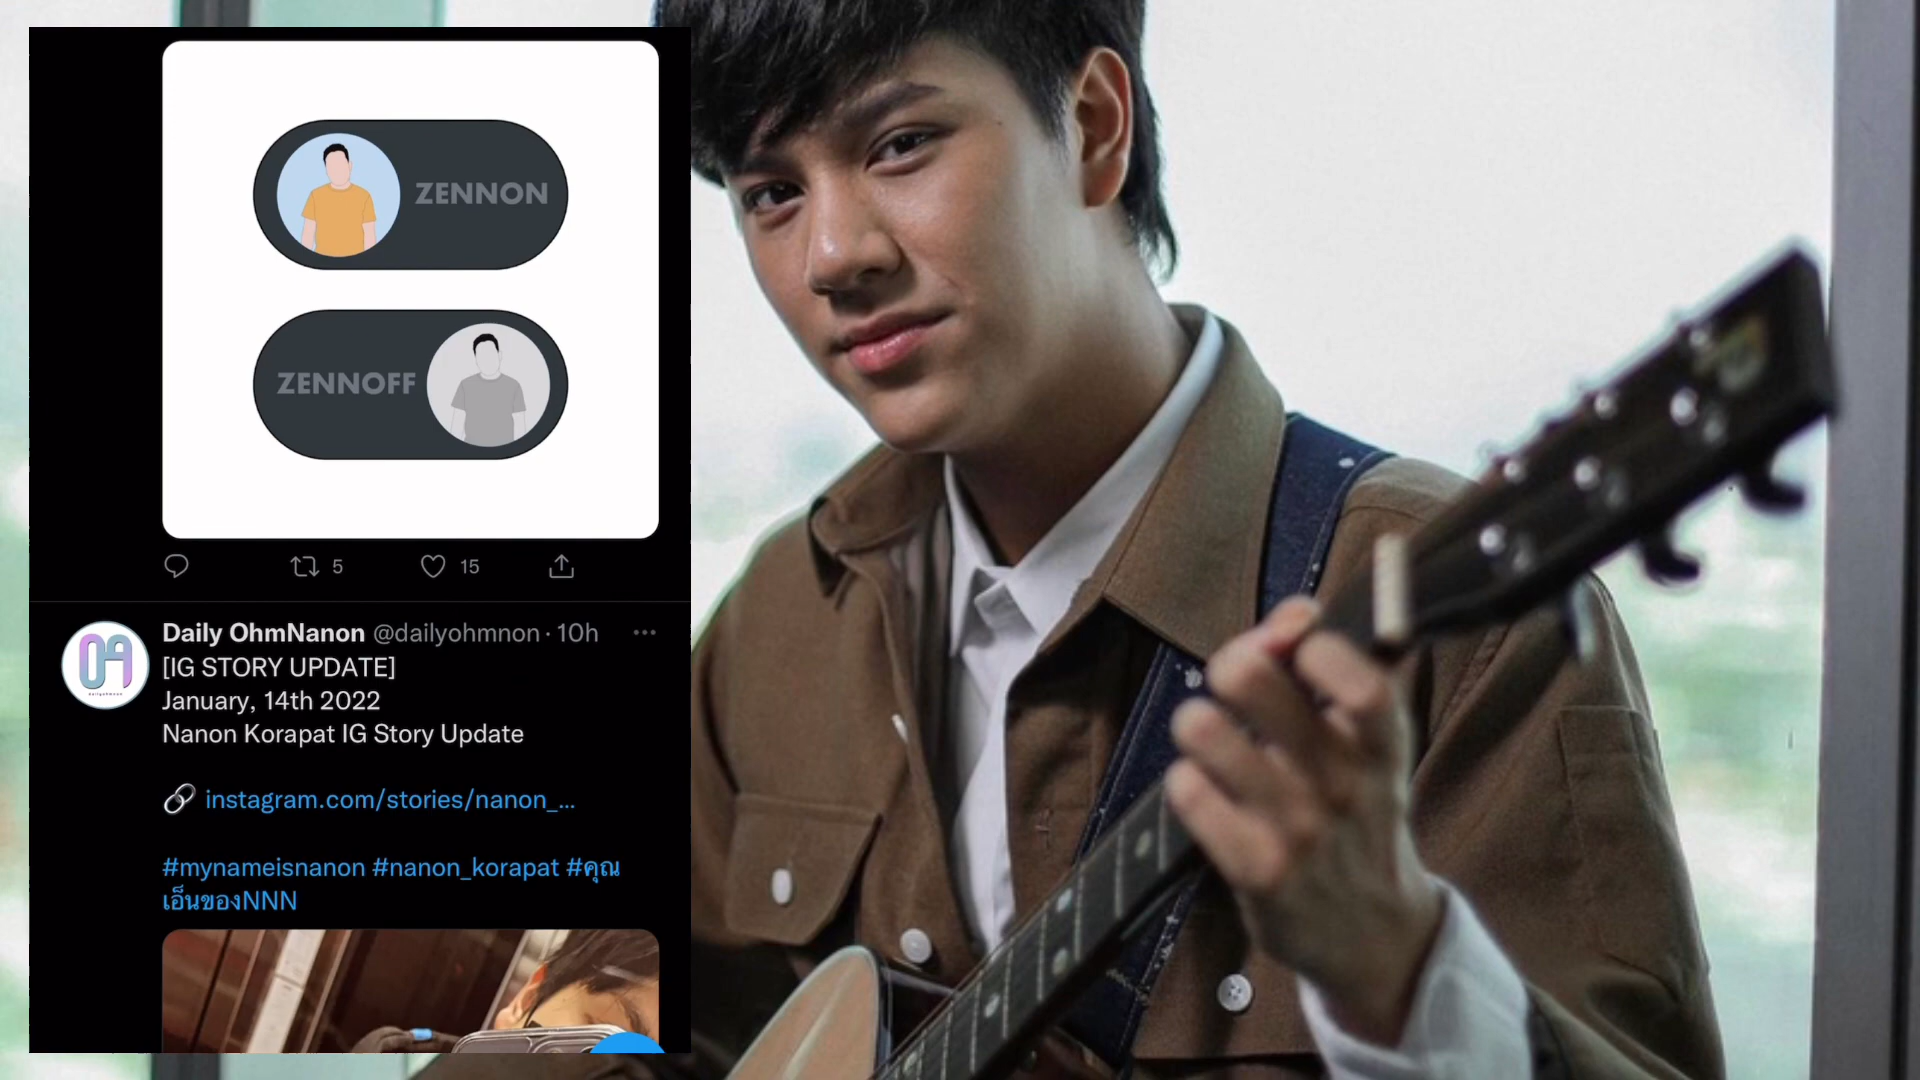 ZENNON
ZENNOFF
5
15
Daily OhmNanon @dailyohmnon · 10h
[IG STORY UPDATE]
January, 14th 2022
Nanon Korapat IG Story Update
instagram.com/stories/nanon_...
#mynameisnanon #nanon_korapat #คุณ
เอ็นของNNN